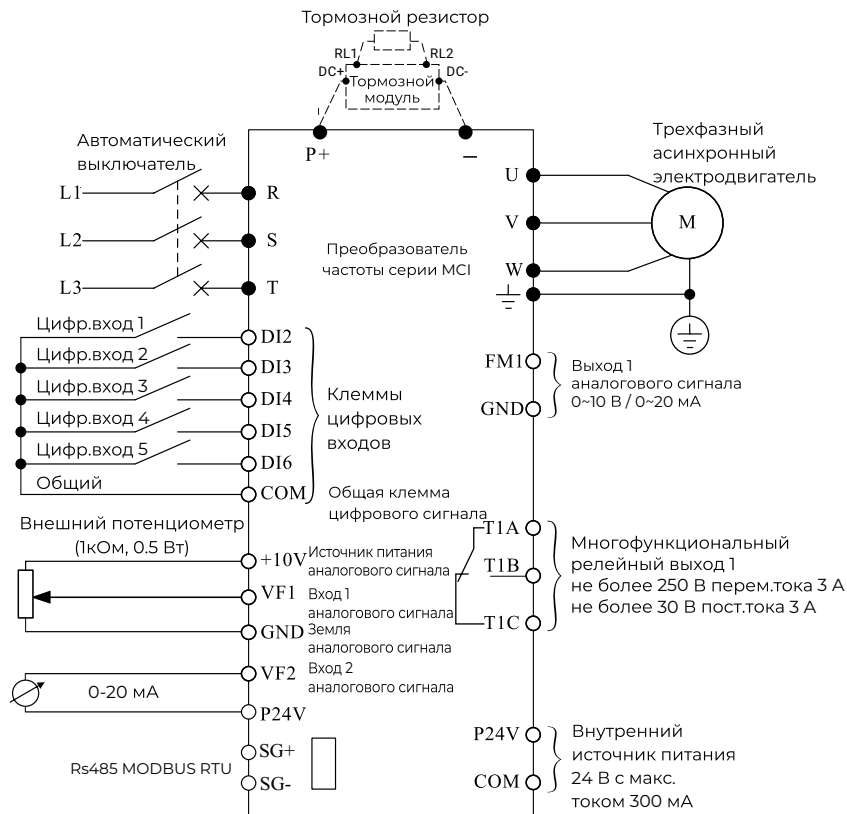 Тормозной резистор
RL1
RL2
DC+
DC-
Тормозной
модуль
P+
–
Автоматический
выключатель
L1
R
L2
S
L3
T
Преобразователь
частоты серии MCI
Трехфазный
асинхронный
электродвигатель
U
V
W
M
Цифр.вход 1
DI2
Цифр.вход 2
DI3
Цифр.вход 3
DI4
Цифр.вход 4
DI5
Цифр.вход 5
DI6
Общий
COM
Клеммы
цифровых
входов
Общая клемма
цифрового сигнала
FM1
GND
Выход 1
аналогового сигнала
0~10 В / 0~20 мА
Внешний потенциометр
(1кОм, 0.5 Вт)
+10V
Источник питания
аналогового сигнала
VF1
Вход 1
аналогового сигнала
GND
Земля
аналогового сигнала
VF2
Вход 2
аналогового сигнала
0-20 мА
P24V
Rs485 MODBUS RTU
SG+
SG-
T1A
T1B
T1C
Многофункциональный
релейный выход 1
не более 250 В перем.тока 3 А
не более 30 В пост.тока 3 А
P24V
COM
Внутренний
источник питания
24 В с макс.
током 300 мА